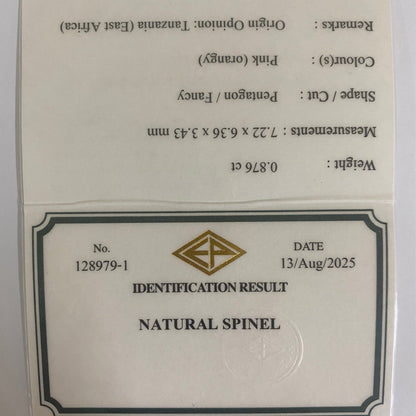 Weight : 0.876 ct
Measurements : 7.22 x 6.36 x 3.43 mm
Shape / Cut : Pentagon / Fancy
Colour(s) : Pink (orangy)
Remarks : Origin Opinion: Tanzania (East Africa)
No. DATE
128979-1 13/Aug/2025
IDENTIFICATION RESULT
NATURAL SPINEL